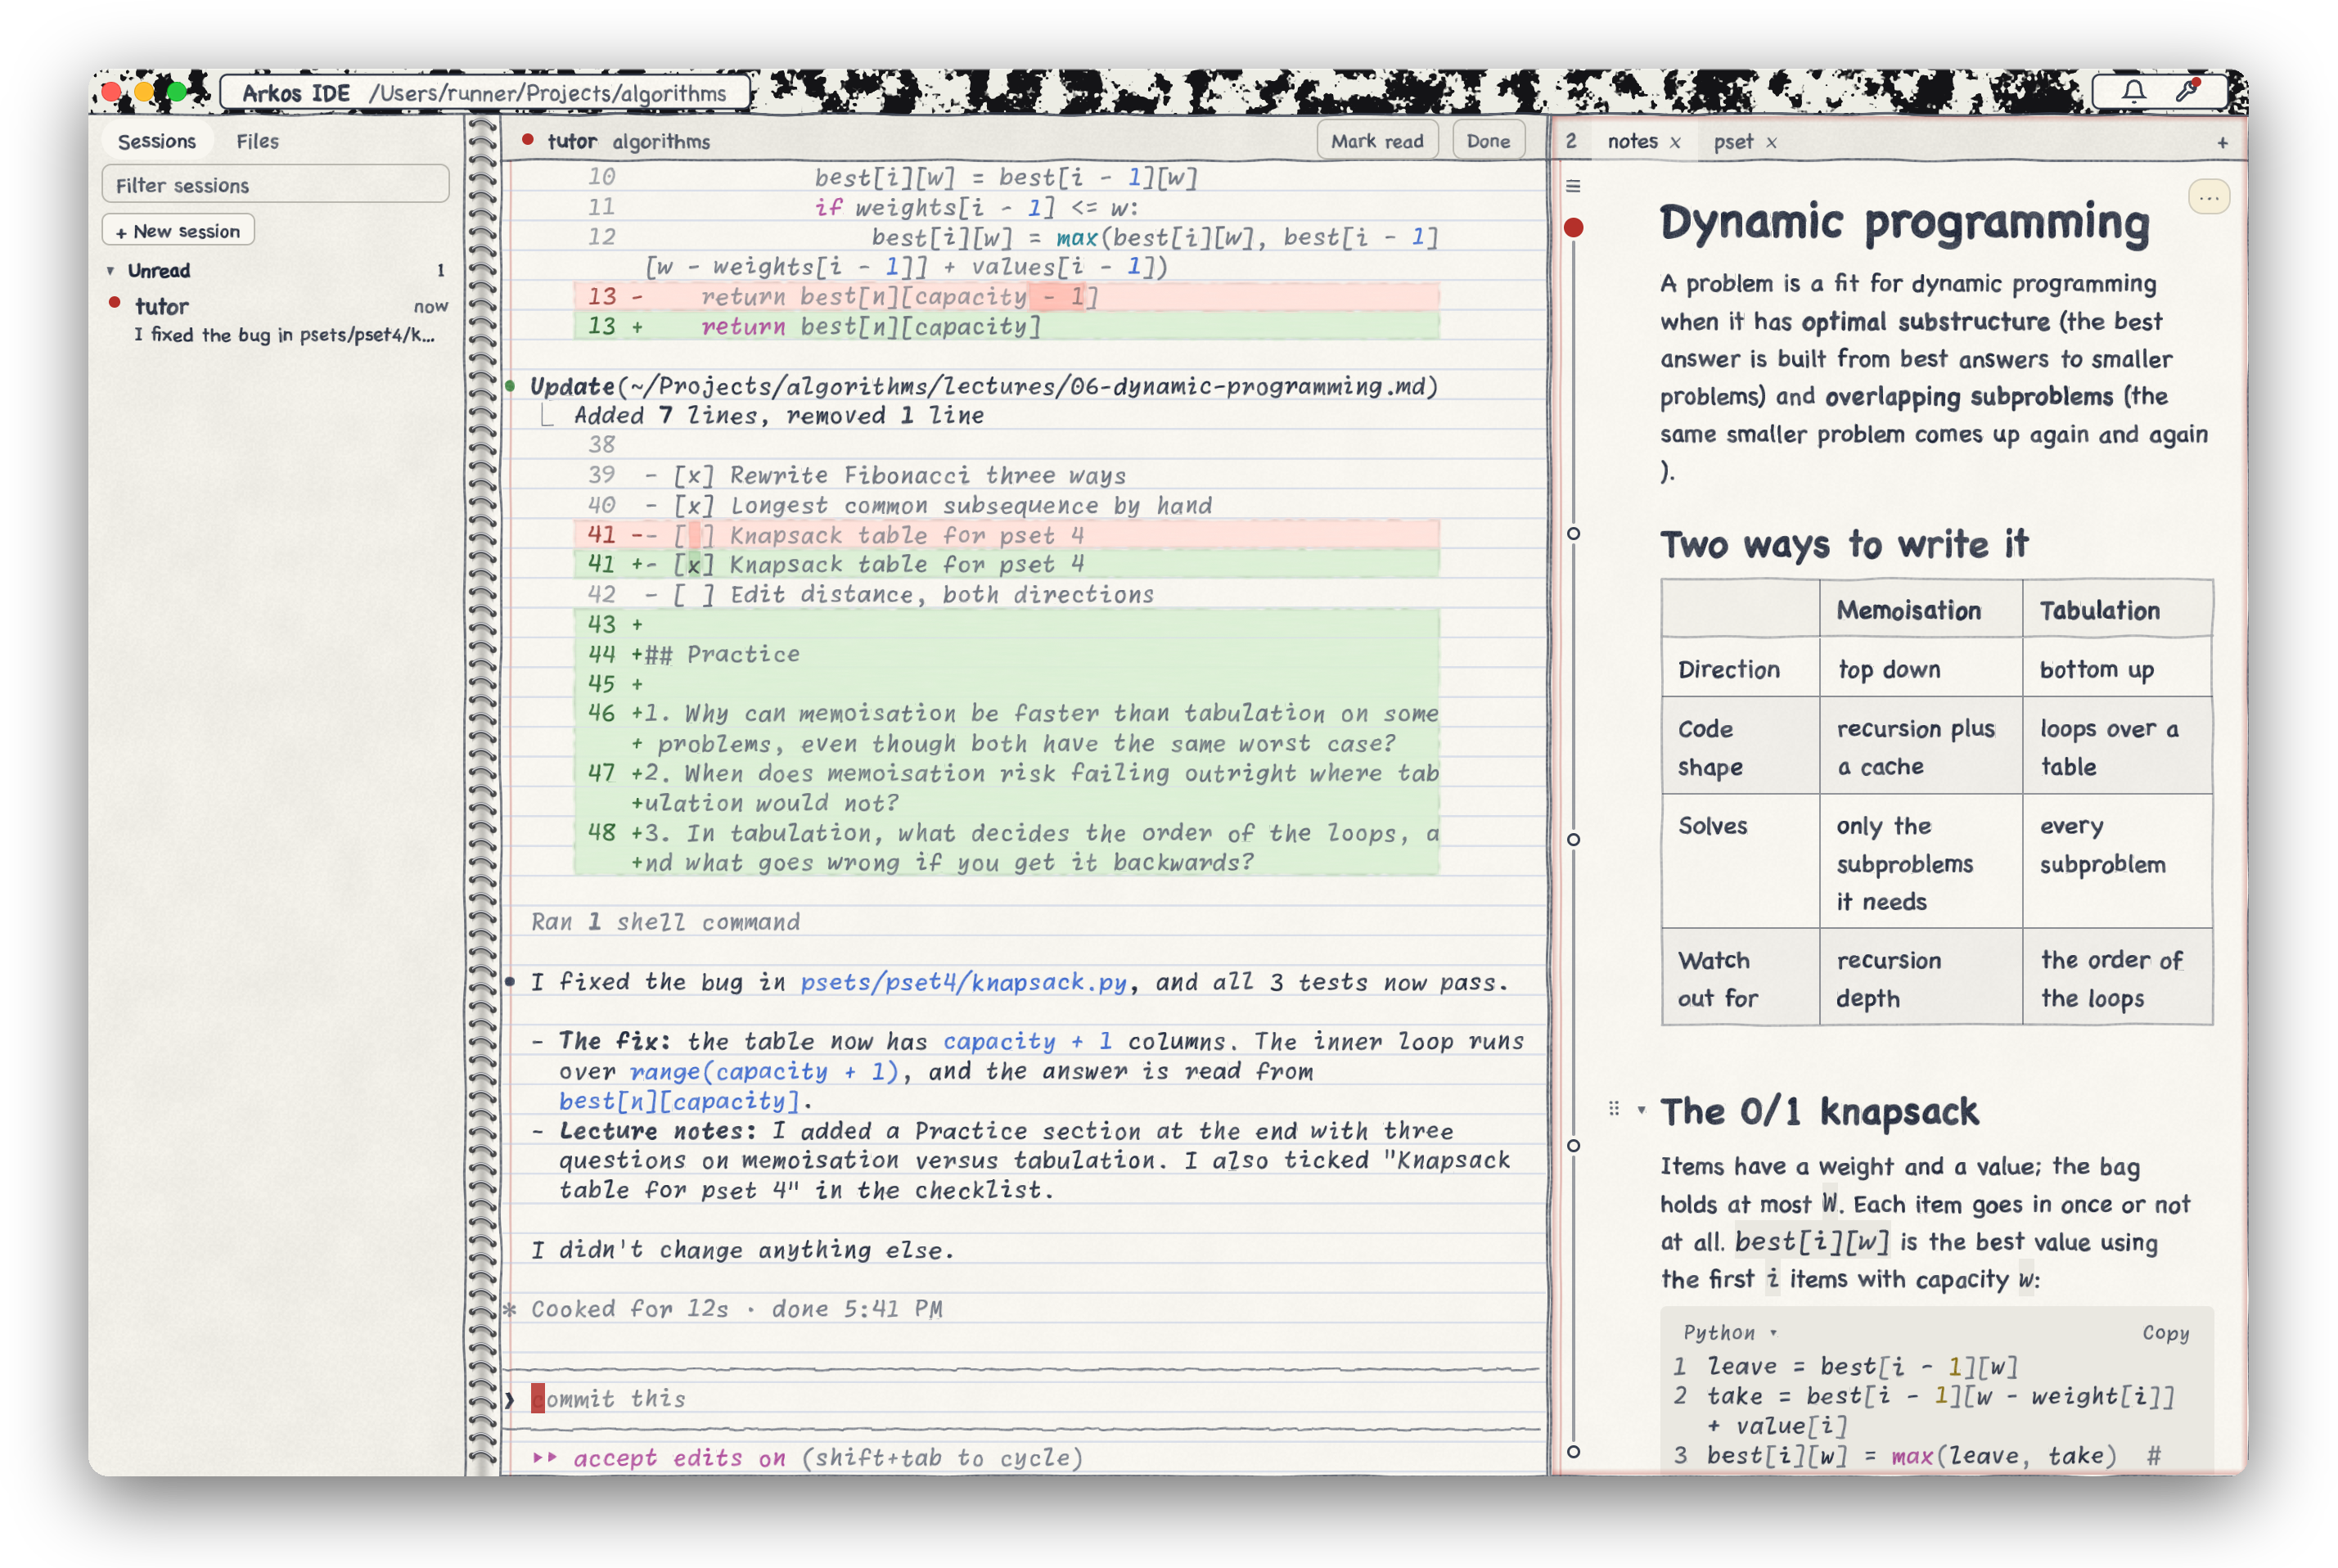 Arkos IDE /Users/runner/Projects/algorithms
Sessions Files
Filter sessions
+ New session
Unread 1
tutor now
I fixed the bug in psets/pset4/k...
tutor algorithms Mark read Done
10 best[i][w] = best[i - 1][w]
11 if weights[i - 1] <= w:
12 best[i][w] = max(best[i][w], best[i - 1]
[w - weights[i - 1]] + values[i - 1])
13 - return best[n][capacity - 1]
13 + return best[n][capacity]
Update(~/Projects/algorithms/lectures/06-dynamic-programming.md)
Added 7 lines, removed 1 line
38
39 - [x] Rewrite Fibonacci three ways
40 - [x] Longest common subsequence by hand
41 -- [ ] Knapsack table for pset 4
41 +- [x] Knapsack table for pset 4
42 - [ ] Edit distance, both directions
43 +
44 +## Practice
45 +
46 +1. Why can memoisation be faster than tabulation on some
+ problems, even though both have the same worst case?
47 +2. When does memoisation risk failing outright where tab
+ulation would not?
48 +3. In tabulation, what decides the order of the loops, a
+nd what goes wrong if you get it backwards?
Ran 1 shell command
• I fixed the bug in psets/pset4/knapsack.py, and all 3 tests now pass.
- The fix: the table now has capacity + 1 columns. The inner loop runs
over range(capacity + 1), and the answer is read from
best[n][capacity].
- Lecture notes: I added a Practice section at the end with three
questions on memoisation versus tabulation. I also ticked "Knapsack
table for pset 4" in the checklist.
I didn't change anything else.
* Cooked for 12s · done 5:41 PM
❯ commit this
▸▸ accept edits on (shift+tab to cycle)
2 notes x pset x +
...
Dynamic programming
A problem is a fit for dynamic programming
when it has optimal substructure (the best
answer is built from best answers to smaller
problems) and overlapping subproblems (the
same smaller problem comes up again and again
).
Two ways to write it
Memoisation Tabulation
Direction top down bottom up
Code shape recursion plus a cache loops over a table
Solves only the subproblems it needs every subproblem
Watch out for recursion depth the order of the loops
The 0/1 knapsack
Items have a weight and a value; the bag
holds at most W. Each item goes in once or not
at all. best[i][w] is the best value using
the first i items with capacity w:
Python Copy
1 leave = best[i - 1][w]
2 take = best[i - 1][w - weight[i]]
+ value[i]
3 best[i][w] = max(leave, take) #